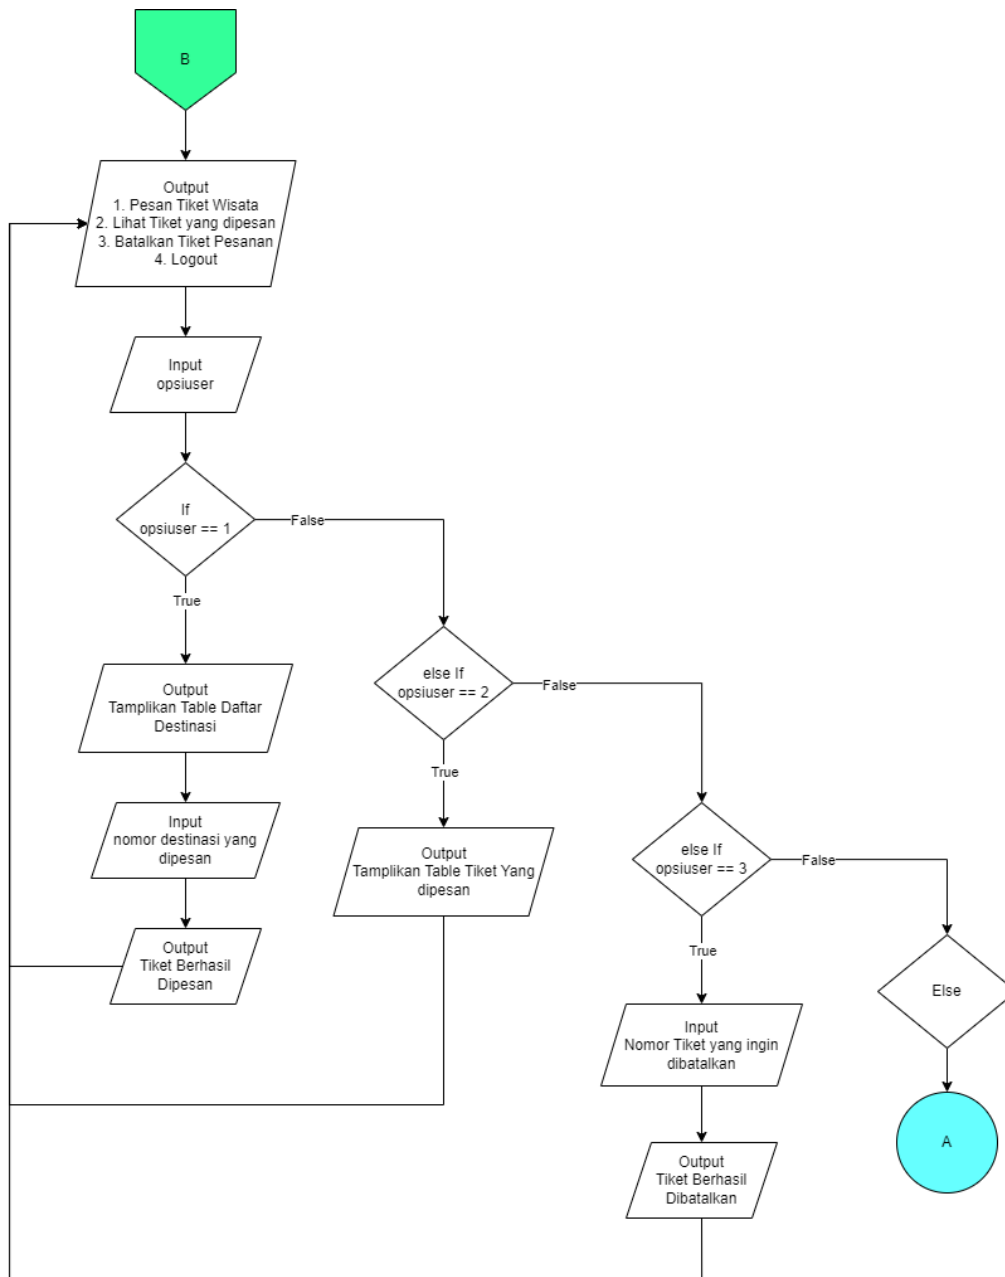 B
Output
1. Pesan Tiket Wisata
2. Lihat Tiket yang dipesan
3. Batalkan Tiket Pesanan
4. Logout
Input
opsiuser
If
opsiuser == 1
False
True
Output
Tamplikan Table Daftar
Destinasi
Input
nomor destinasi yang
dipesan
Output
Tiket Berhasil
Dipesan
else If
opsiuser == 2
False
True
Output
Tamplikan Table Tiket Yang
dipesan
else If
opsiuser == 3
False
True
Input
Nomor Tiket yang ingin
dibatalkan
Output
Tiket Berhasil
Dibatalkan
Else
A